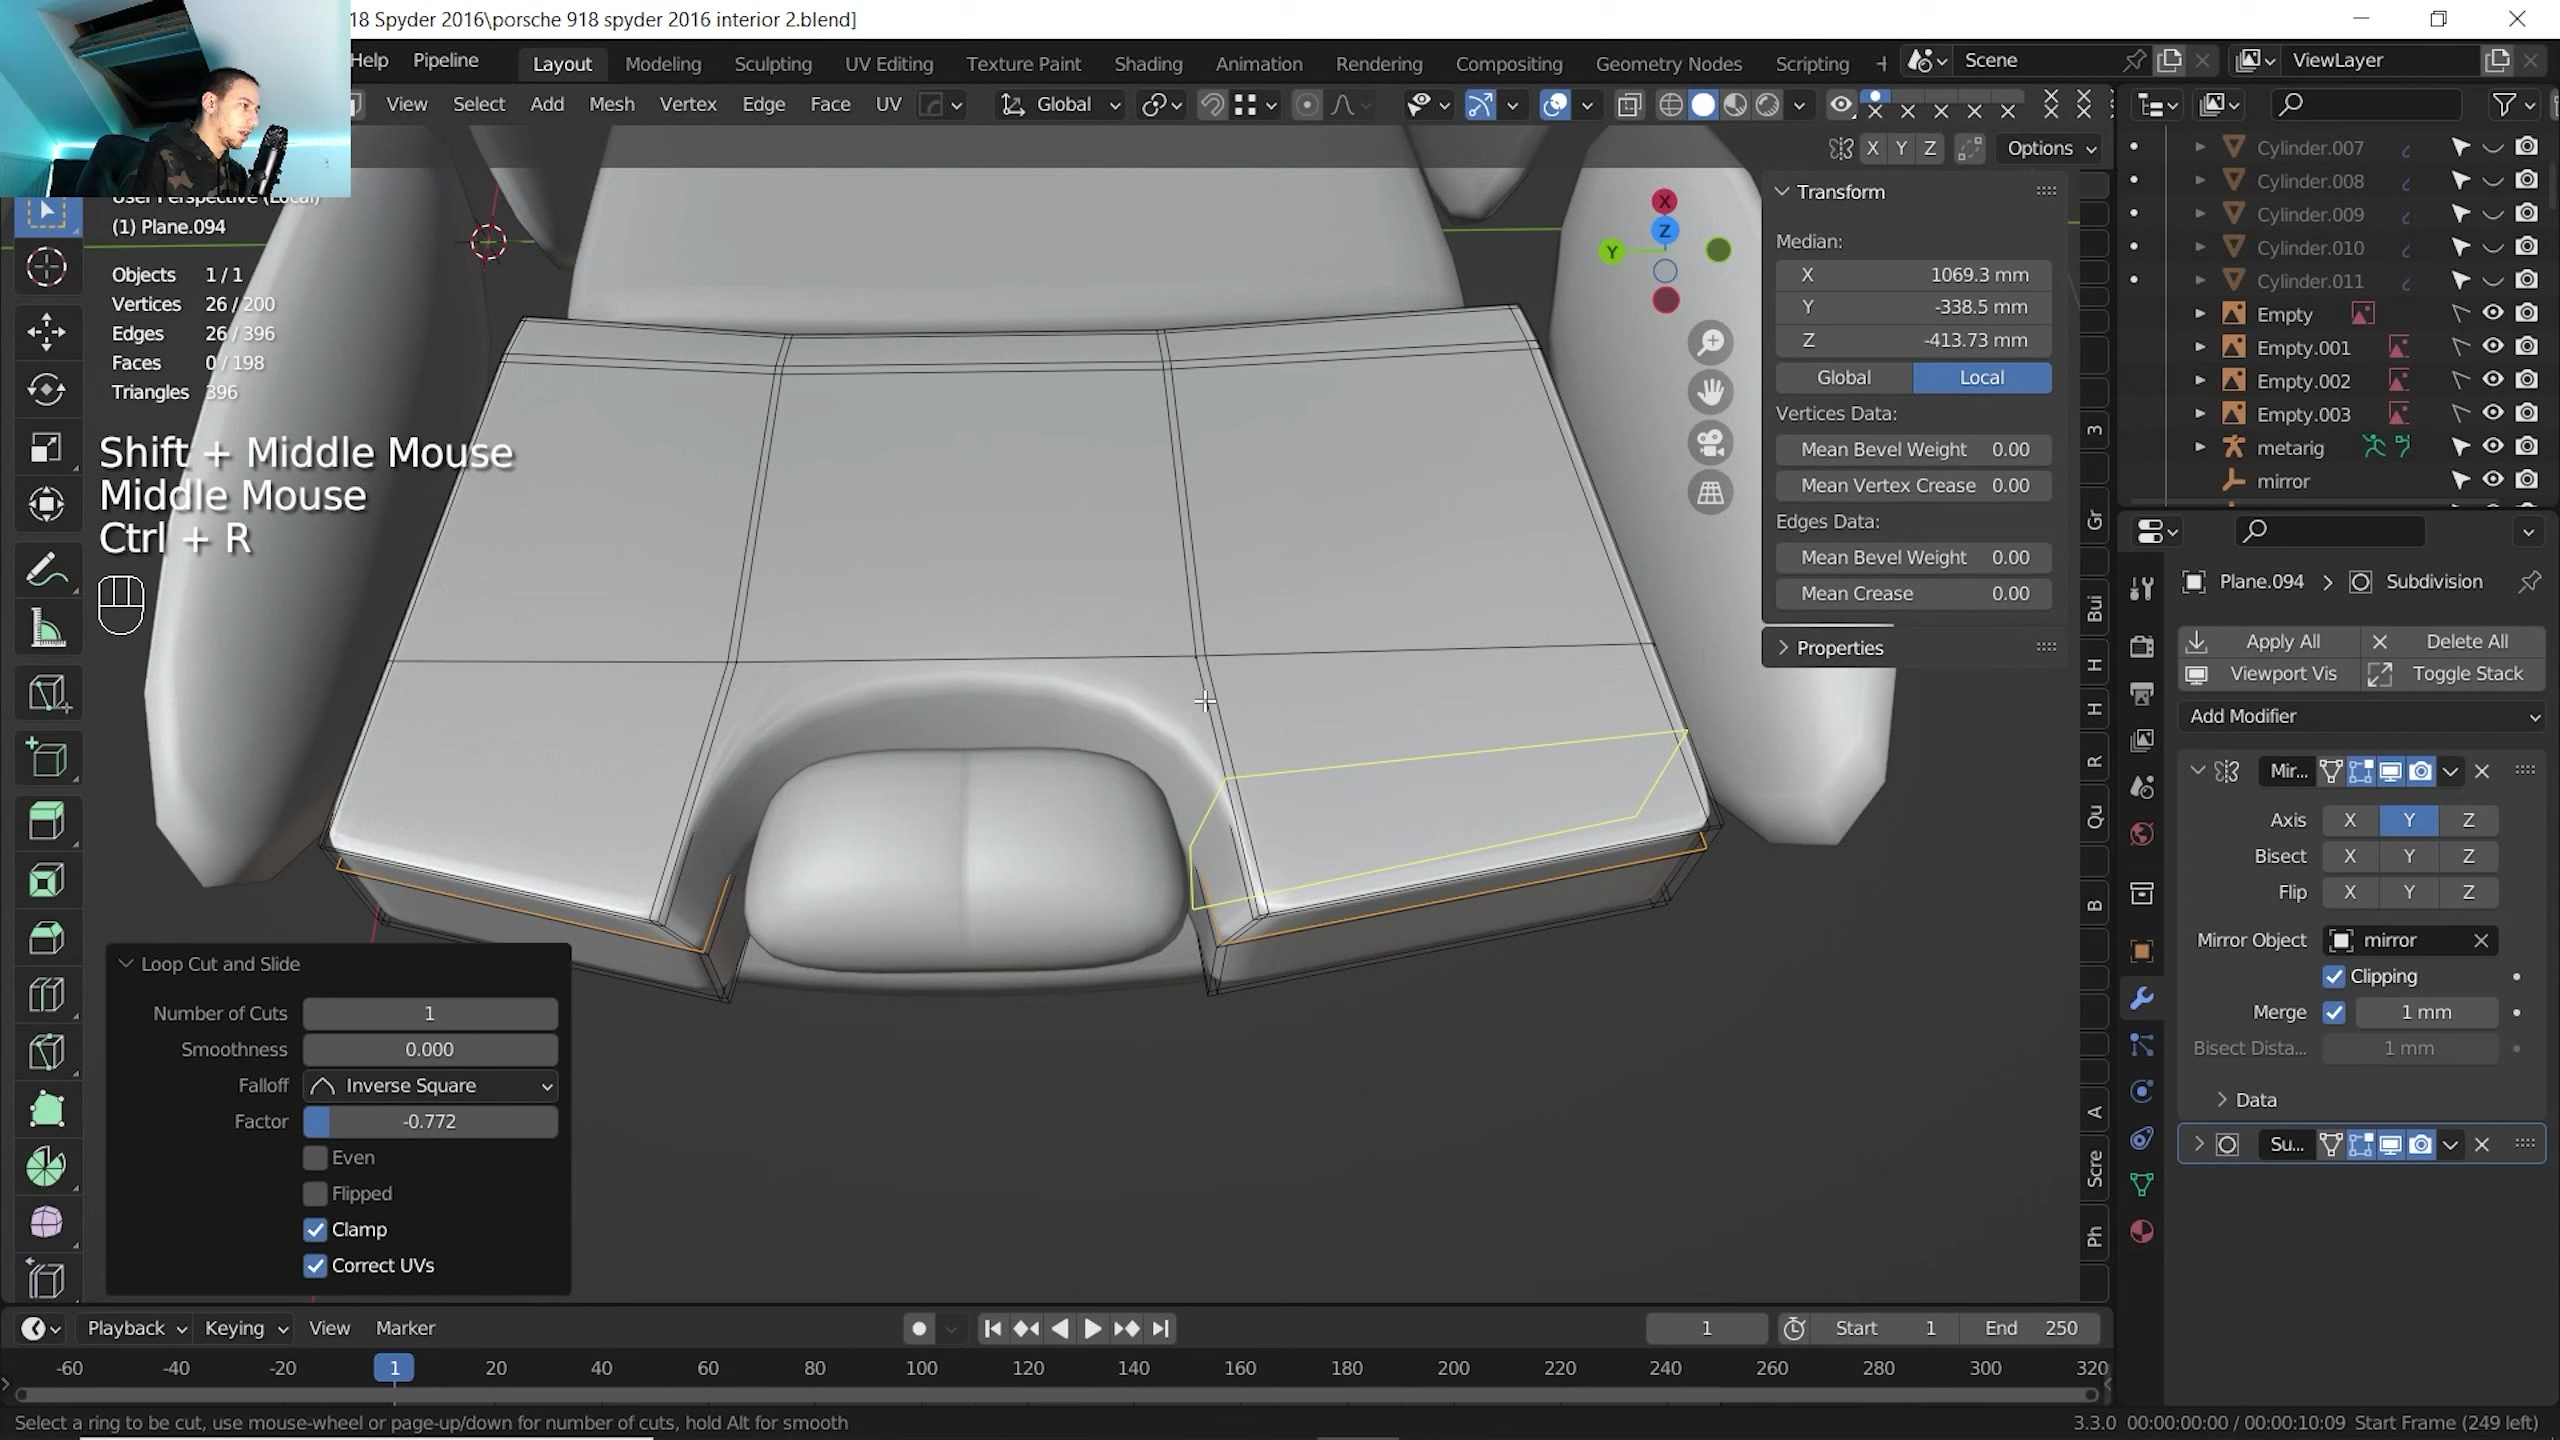 18 Spyder 2016\porsche 918 spyder 2016 interior 2.blend]
Help Pipeline Layout Modeling Sculpting UV Editing Texture Paint Shading Animation Rendering Compositing Geometry Nodes Scripting + Scene ViewLayer
View Select Add Mesh Vertex Edge Face UV Global
X Y Z Options
(1) Plane.094
Objects 1 / 1
Vertices 26 / 200
Edges 26 / 396
Faces 0 / 198
Triangles 396
Shift + Middle Mouse
Middle Mouse
Ctrl + R
X
Z
Y
Transform
Median:
X 1069.3 mm
Y -338.5 mm
Z -413.73 mm
Global Local
Vertices Data:
Mean Bevel Weight 0.00
Mean Vertex Crease 0.00
Edges Data:
Mean Bevel Weight 0.00
Mean Crease 0.00
Properties
3
Gr
Bui
H
H
R
Qu
B
A
Scre
Ph
Cylinder.007
Cylinder.008
Cylinder.009
Cylinder.010
Cylinder.011
Empty
Empty.001
Empty.002
Empty.003
metarig
mirror
Plane.094 > Subdivision
Apply All Delete All
Viewport Vis Toggle Stack
Add Modifier
Mir...
Axis X Y Z
Bisect X Y Z
Flip X Y Z
Mirror Object mirror
Clipping
Merge 1 mm
Bisect Dista... 1 mm
Data
Su...
Loop Cut and Slide
Number of Cuts 1
Smoothness 0.000
Falloff Inverse Square
Factor -0.772
Even
Flipped
Clamp
Correct UVs
Playback Keying View Marker 1 Start 1 End 250
-60 -40 -20 1 20 40 60 80 100 120 140 160 180 200 220 240 260 280 300 320
Select a ring to be cut, use mouse-wheel or page-up/down for number of cuts, hold Alt for smooth
3.3.0 00:00:00:00 / 00:00:10:09 Start Frame (249 left)